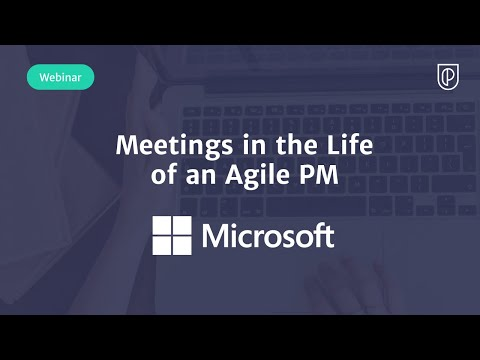 Webinar
Meetings in the Life
of an Agile PM
Microsoft